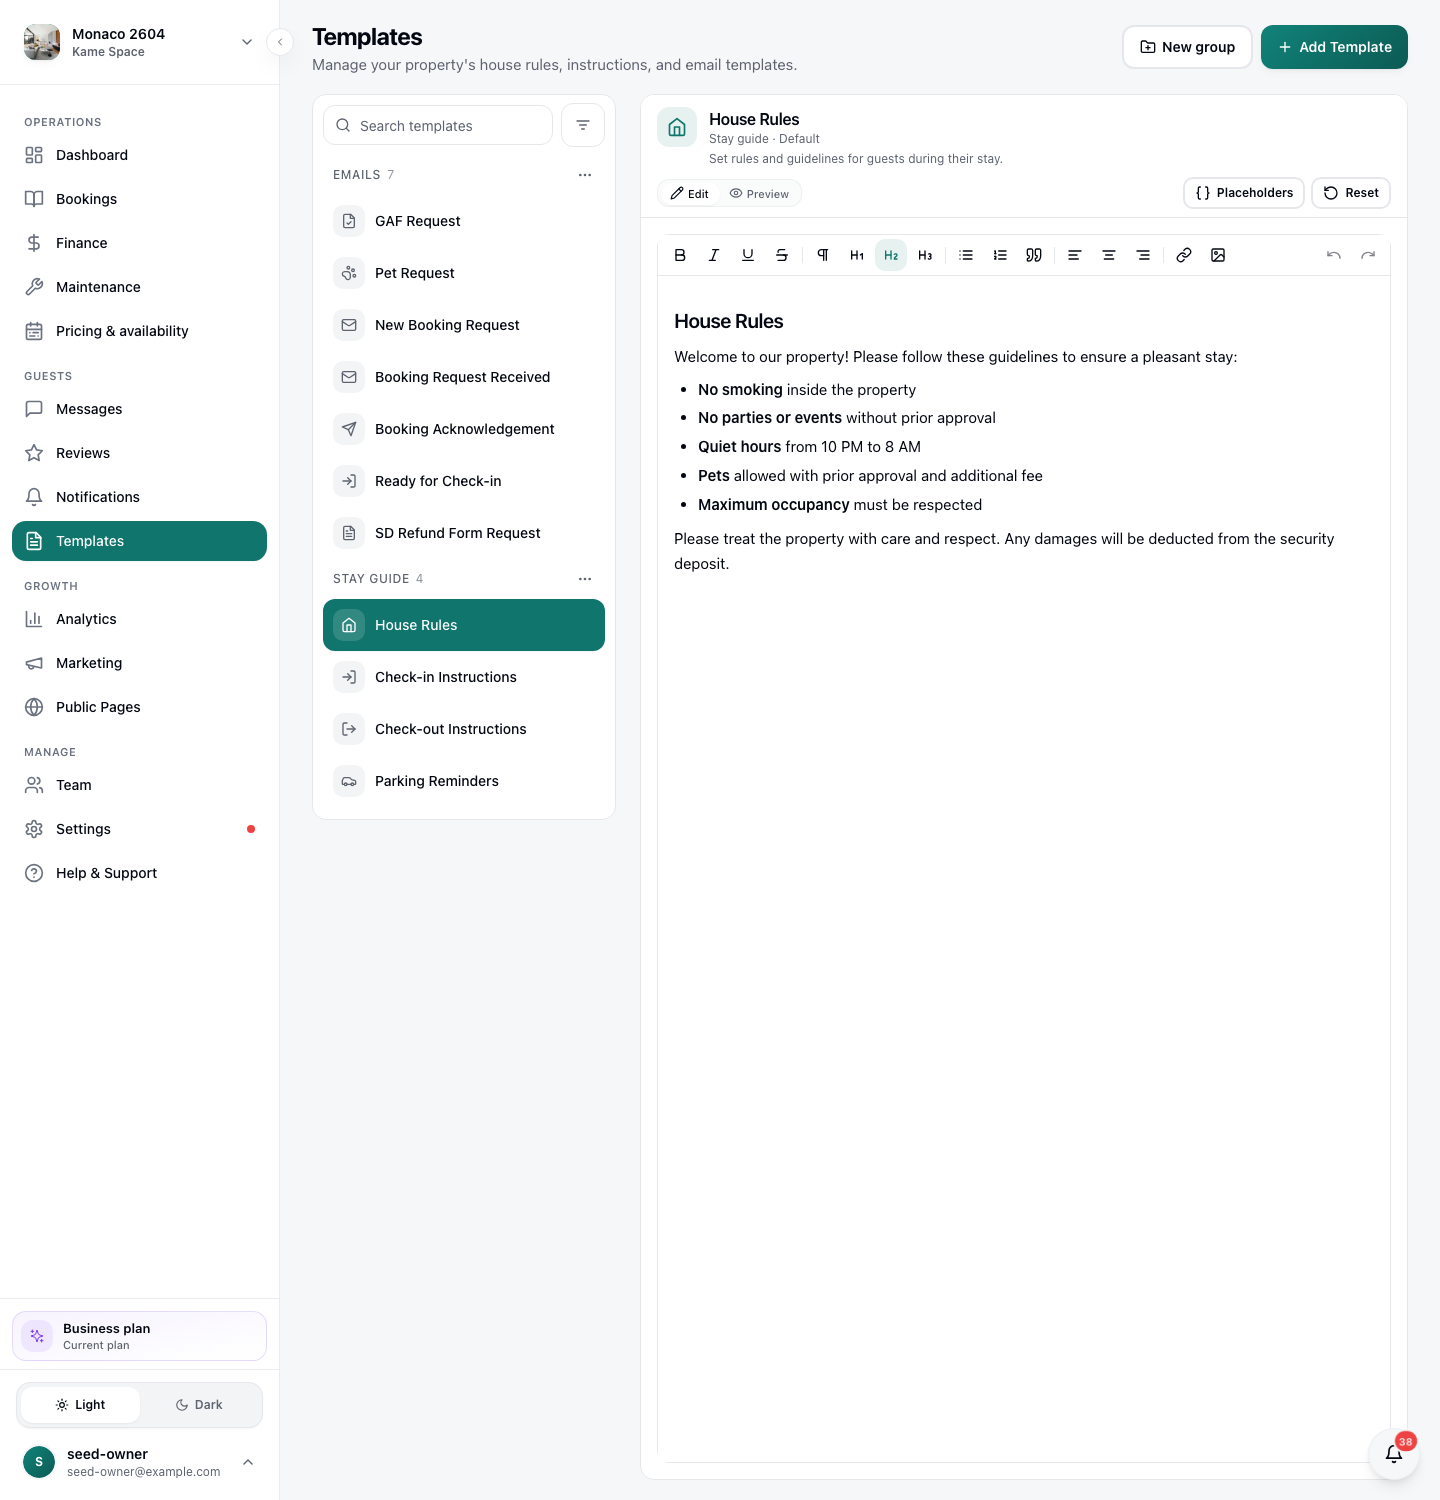 Monaco 2604
Kame Space
OPERATIONS
Dashboard
Bookings
Finance
Maintenance
Pricing & availability
GUESTS
Messages
Reviews
Notifications
Templates
GROWTH
Analytics
Marketing
Public Pages
MANAGE
Team
Settings
Help & Support
Business plan
Current plan
Light
Dark
S
seed-owner
seed-owner@example.com
Templates
Manage your property's house rules, instructions, and email templates.
New group
Add Template
Search templates
EMAILS 7
GAF Request
Pet Request
New Booking Request
Booking Request Received
Booking Acknowledgement
Ready for Check-in
SD Refund Form Request
STAY GUIDE 4
House Rules
Check-in Instructions
Check-out Instructions
Parking Reminders
House Rules
Stay guide · Default
Set rules and guidelines for guests during their stay.
Edit
Preview
Placeholders
Reset
B I U S H1 H2 H3
House Rules
Welcome to our property! Please follow these guidelines to ensure a pleasant stay:
• No smoking inside the property
• No parties or events without prior approval
• Quiet hours from 10 PM to 8 AM
• Pets allowed with prior approval and additional fee
• Maximum occupancy must be respected
Please treat the property with care and respect. Any damages will be deducted from the security
deposit.
38